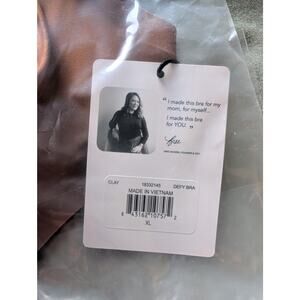 " I made this bra for my
mom, for myself...
I made this bra
for YOU. "
CLAY 18332145 DEFY BRA
MADE IN VIETNAM
XL